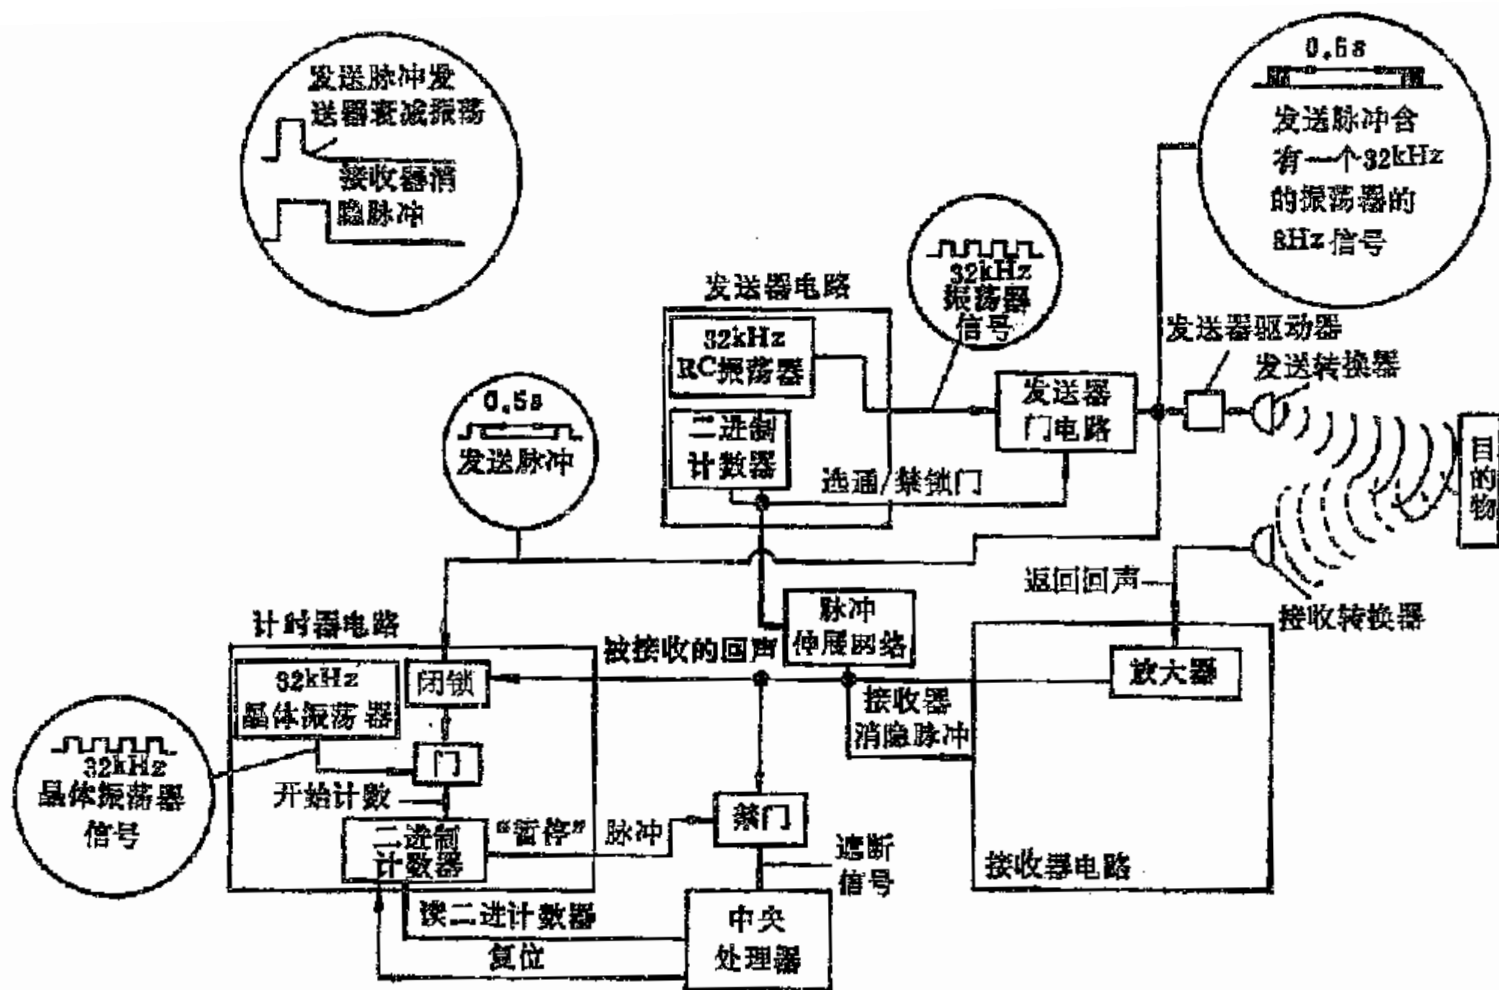 发送脉冲发
送器衰减振荡
接收器消
隐脉冲
0.6s
发送脉冲含
有一个32kHz
的振荡器的
8Hz信号
32kHz
振荡器
信号
发送器电路
32kHz
RC振荡器
二进制
计数器
选通/禁锁门
发送器
门电路
发送器驱动器
发送转换器
目
的
物
0.5s
发送脉冲
返回回声
接收转换器
脉冲
伸展网络
被接收的回声
计时器电路
32kHz
晶体振荡器
闭锁
门
开始计数
二进制
计数器
32kHz
晶体振荡器
信号
接收器
消隐脉冲
放大器
接收器电路
“暂停”脉冲
禁门
遮断
信号
读二进计数器
复位
中央
处理器